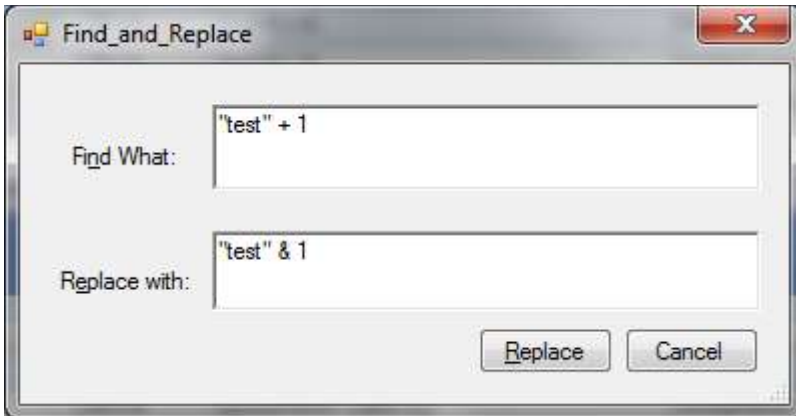 Find_and_Replace
Find What:
"test" + 1
Replace with:
"test" & 1
Replace
Cancel